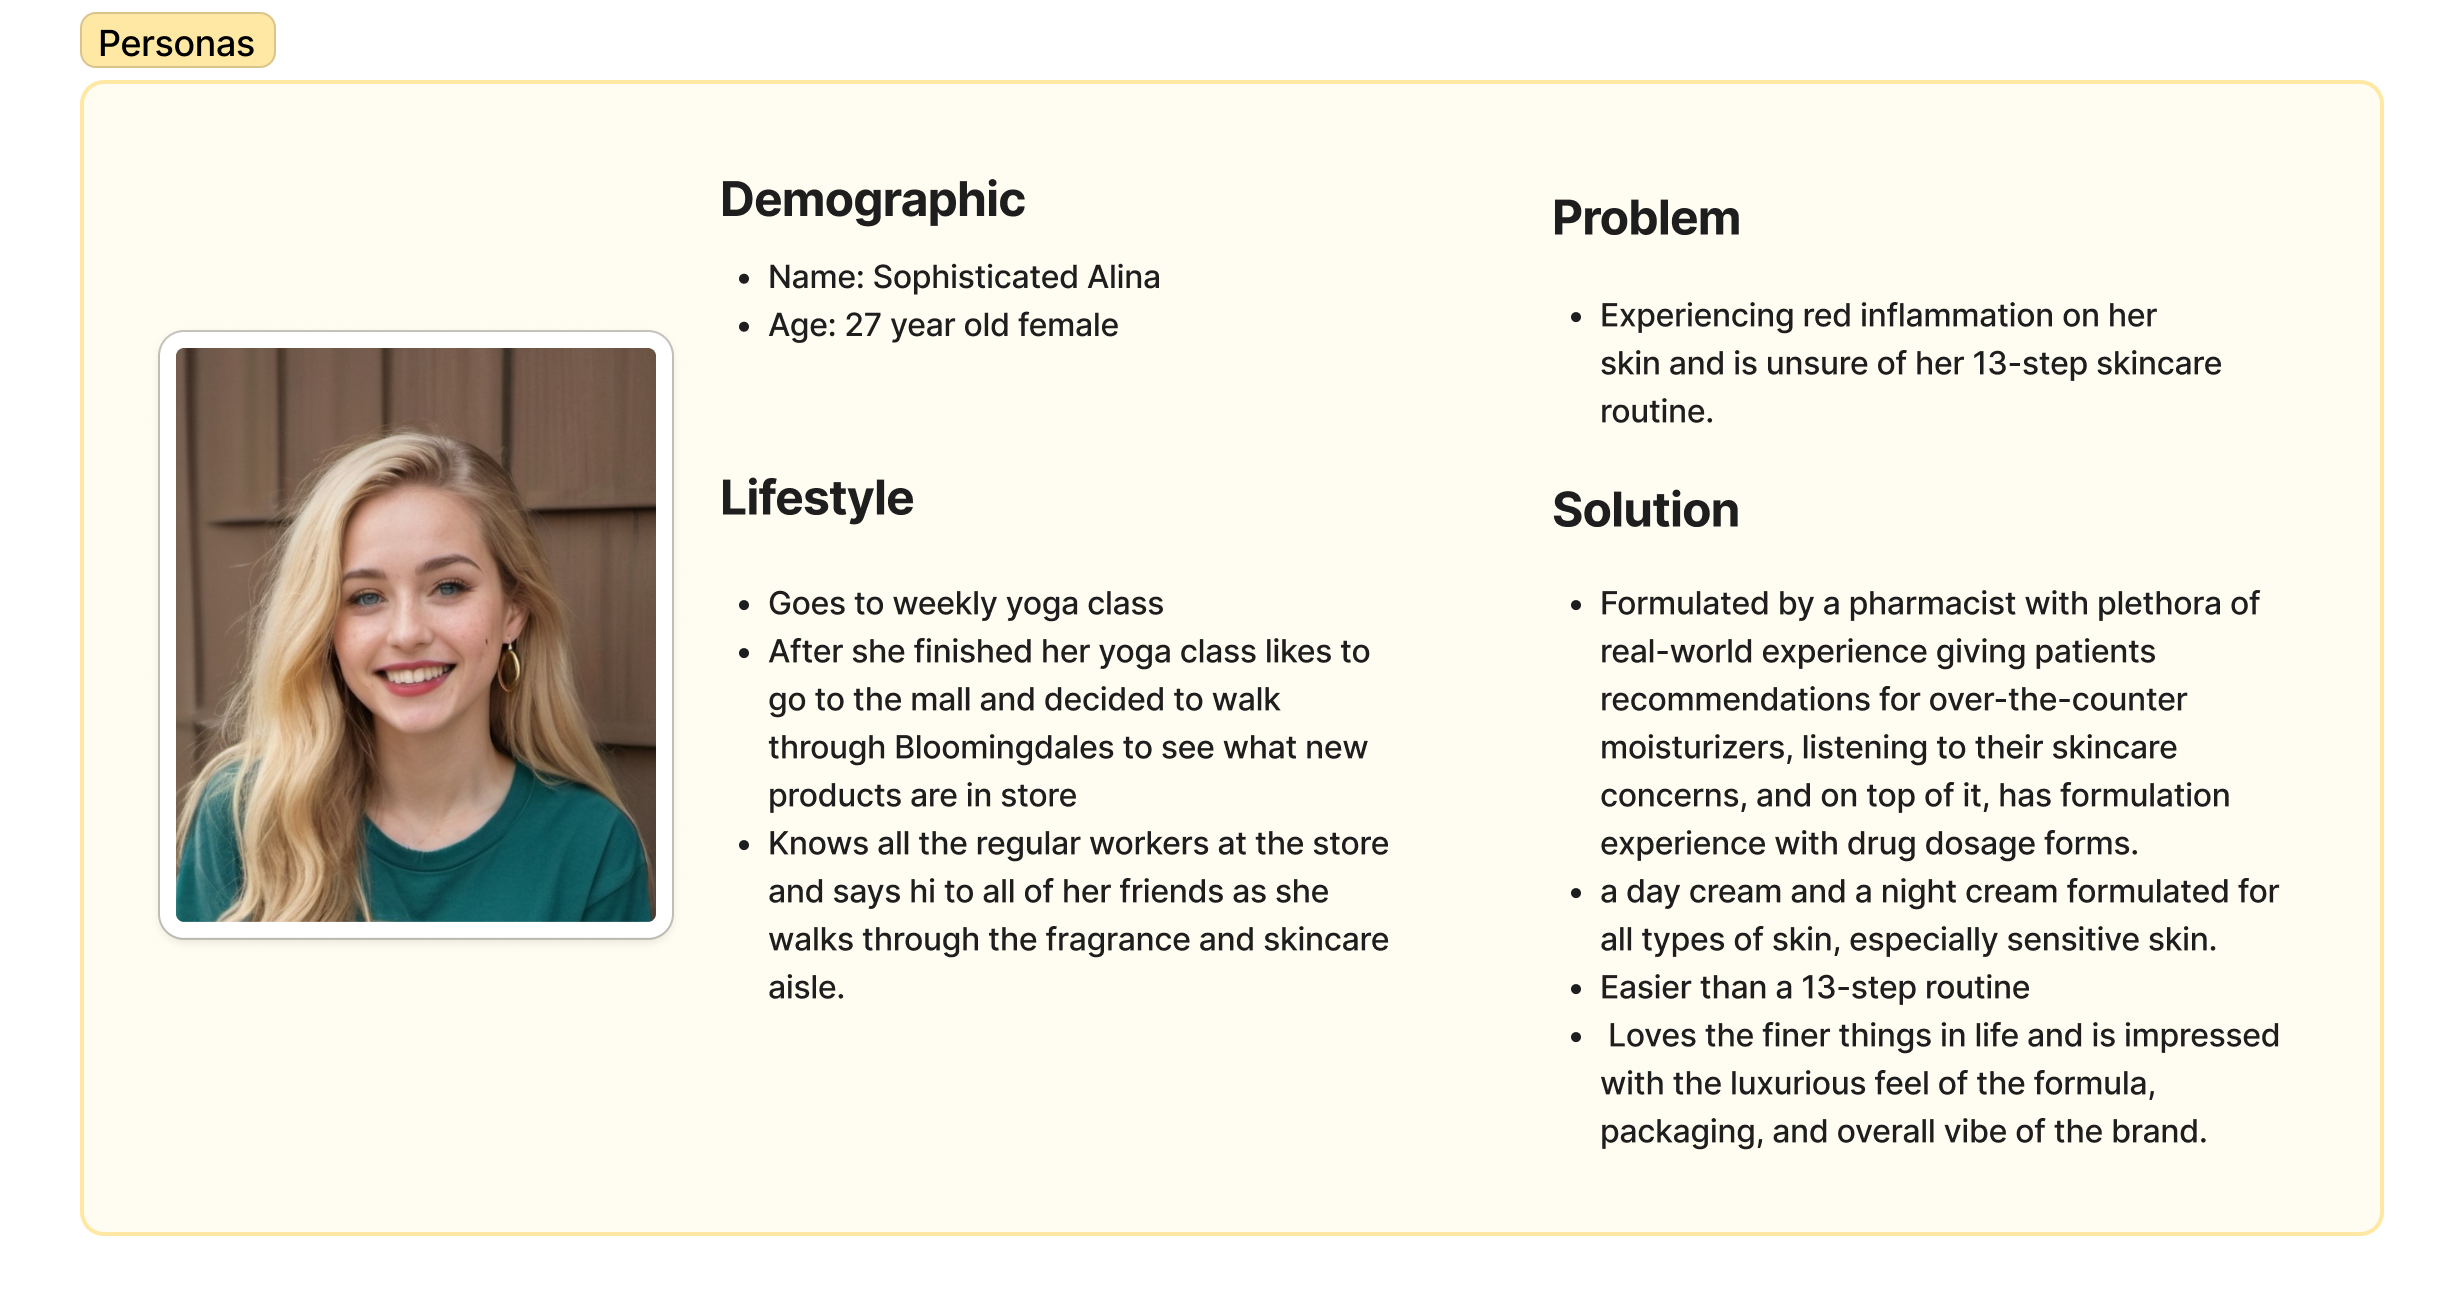 Personas
Demographic
• Name: Sophisticated Alina
• Age: 27 year old female
Lifestyle
• Goes to weekly yoga class
• After she finished her yoga class likes to
go to the mall and decided to walk
through Bloomingdales to see what new
products are in store
• Knows all the regular workers at the store
and says hi to all of her friends as she
walks through the fragrance and skincare
aisle.
Problem
• Experiencing red inflammation on her
skin and is unsure of her 13-step skincare
routine.
Solution
• Formulated by a pharmacist with plethora of
real-world experience giving patients
recommendations for over-the-counter
moisturizers, listening to their skincare
concerns, and on top of it, has formulation
experience with drug dosage forms.
• a day cream and a night cream formulated for
all types of skin, especially sensitive skin.
• Easier than a 13-step routine
• Loves the finer things in life and is impressed
with the luxurious feel of the formula,
packaging, and overall vibe of the brand.